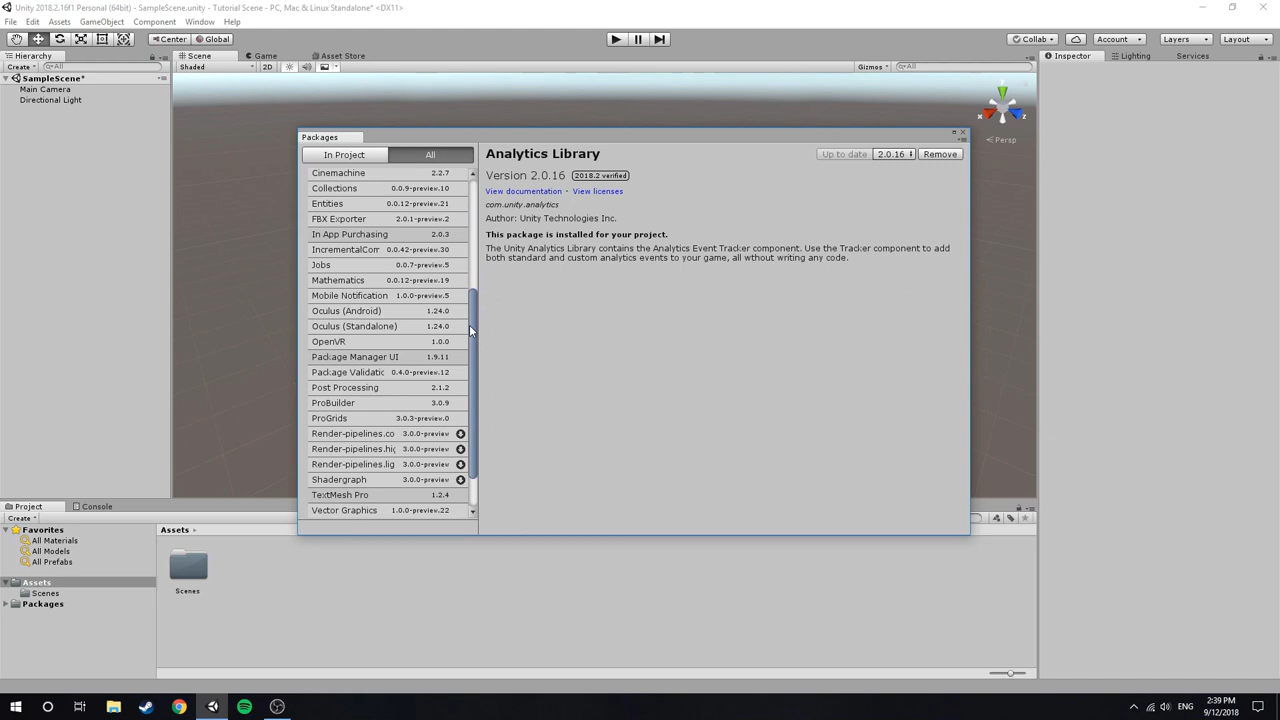 Unity 2018.2.16f1 Personal (64bit) - SampleScene.unity - Tutorial Scene - PC, Mac & Linux Standalone* <DX11>
File Edit Assets GameObject Component Window Help
Center Global Collab Account Layers Layout
Hierarchy Scene Game Asset Store Inspector Lighting Services
Create All Shaded 2D Gizmos All
SampleScene*
Main Camera
Directional Light
Persp
Packages
In Project All
Cinemachine 2.2.7
Collections 0.0.9-preview.10
Entities 0.0.12-preview.21
FBX Exporter 2.0.1-preview.2
In App Purchasing 2.0.3
IncrementalCom 0.0.42-preview.30
Jobs 0.0.7-preview.5
Mathematics 0.0.12-preview.19
Mobile Notification 1.0.0-preview.5
Oculus (Android) 1.24.0
Oculus (Standalone) 1.24.0
OpenVR 1.0.0
Package Manager UI 1.9.11
Package Validatic 0.4.0-preview.12
Post Processing 2.1.2
ProBuilder 3.0.9
ProGrids 3.0.3-preview.0
Render-pipelines.co 3.0.0-preview
Render-pipelines.hig 3.0.0-preview
Render-pipelines.lig 3.0.0-preview
Shadergraph 3.0.0-preview
TextMesh Pro 1.2.4
Vector Graphics 1.0.0-preview.22
Analytics Library
Up to date 2.0.16 Remove
Version 2.0.16 2018.2 verified
View documentation · View licenses
com.unity.analytics
Author: Unity Technologies Inc.
This package is installed for your project.
The Unity Analytics Library contains the Analytics Event Tracker component. Use the Tracker component to add
both standard and custom analytics events to your game, all without writing any code.
Project Console
Create
Favorites
All Materials
All Models
All Prefabs
Assets
Scenes
Packages
Assets
Scenes
ENG
2:39 PM
9/12/2018